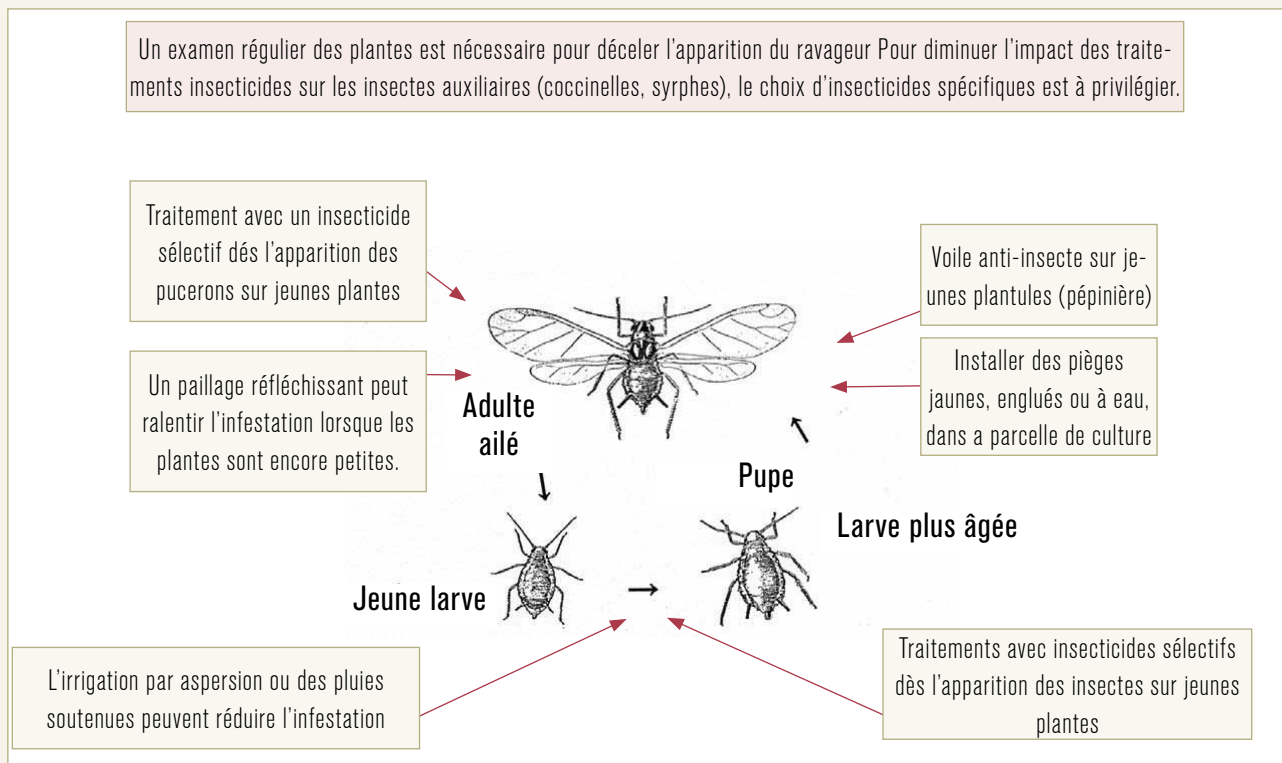 Un examen régulier des plantes est nécessaire pour déceler l'apparition du ravageur Pour diminuer l'impact des traite-
ments insecticides sur les insectes auxiliaires (coccinelles, syrphes), le choix d'insecticides spécifiques est à privilégier.
Traitement avec un insecticide
sélectif dés l'apparition des
pucerons sur jeunes plantes
Voile anti-insecte sur je-
unes plantules (pépinière)
Un paillage réfléchissant peut
ralentir l'infestation lorsque les
plantes sont encore petites.
Installer des pièges
jaunes, englués ou à eau,
dans a parcelle de culture
Adulte
ailé
Pupe
Larve plus âgée
Jeune larve
L'irrigation par aspersion ou des pluies
soutenues peuvent réduire l'infestation
Traitements avec insecticides sélectifs
dès l'apparition des insectes sur jeunes
plantes